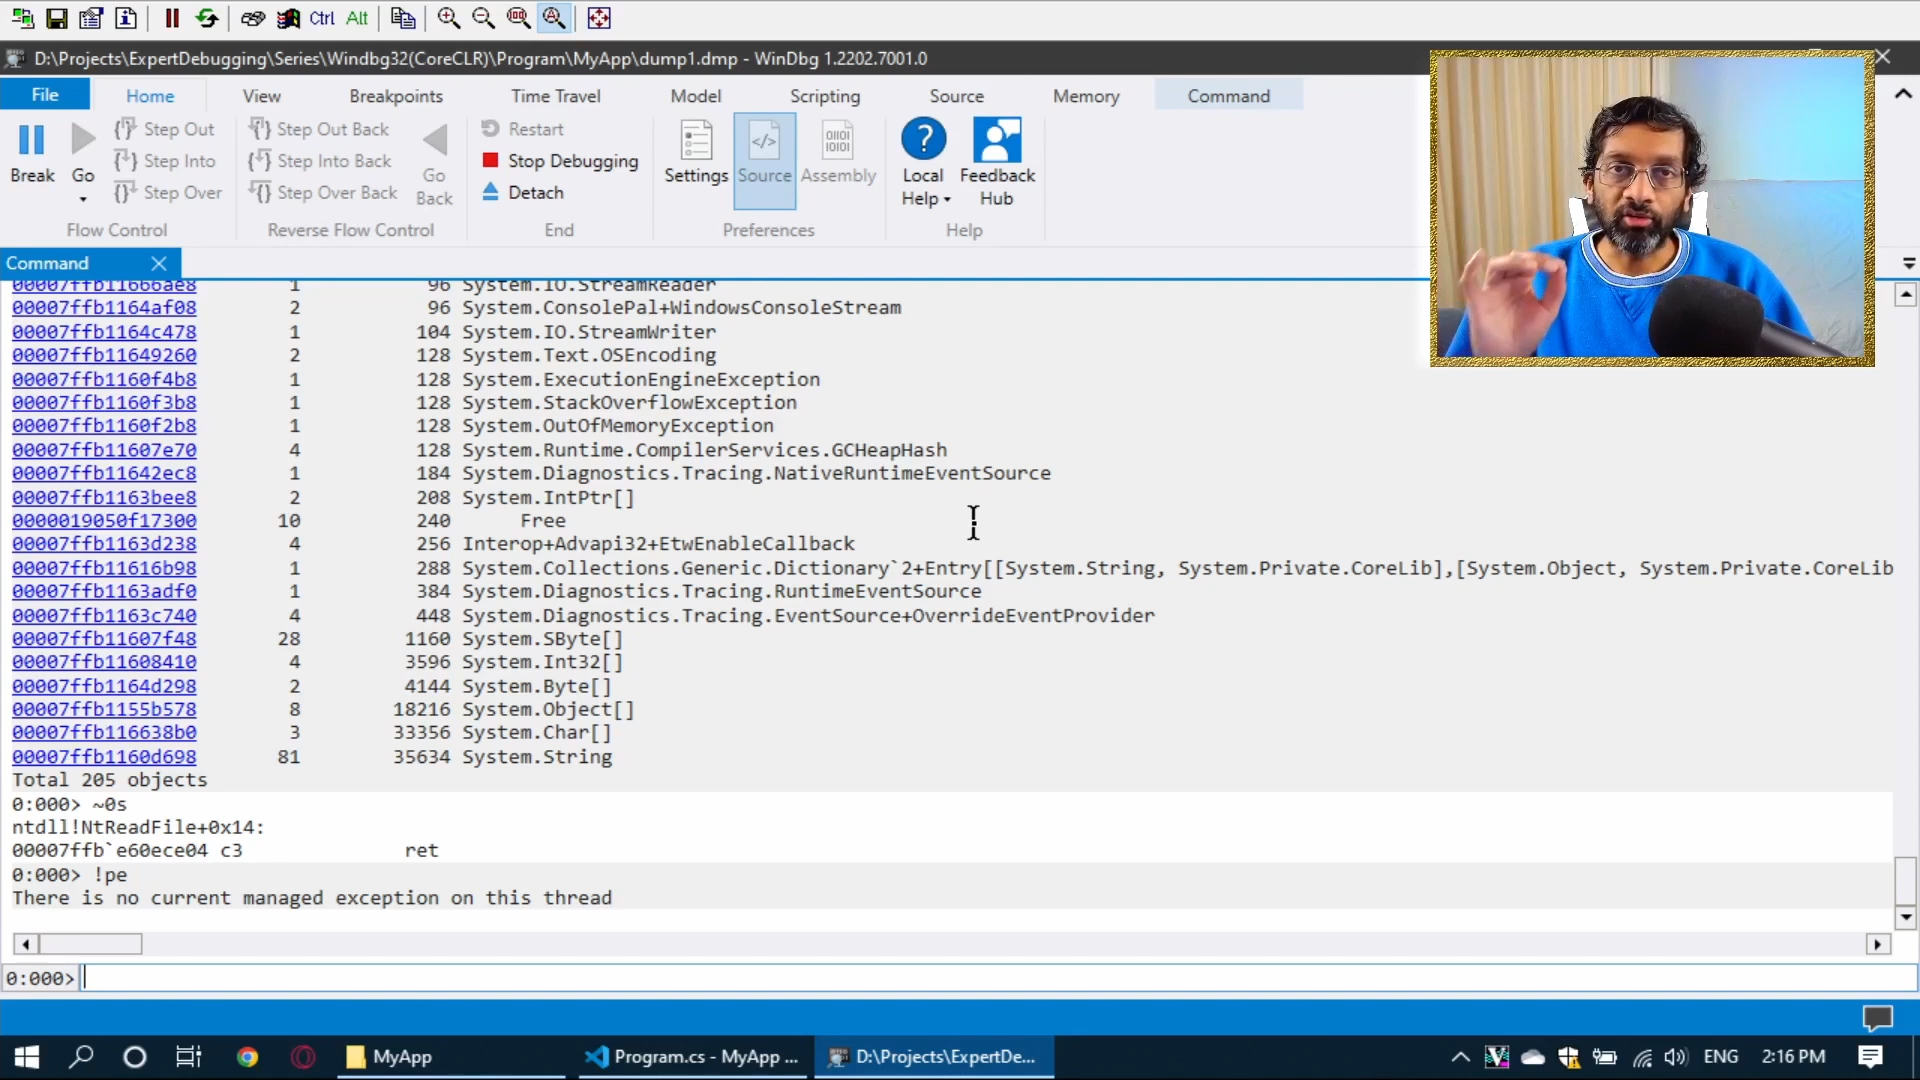 Ctrl Alt
D:\Projects\ExpertDebugging\Series\Windbg32(CoreCLR)\Program\MyApp\dump1.dmp - WinDbg 1.2202.7001.0
File Home View Breakpoints Time Travel Model Scripting Source Memory Command
Step Out Step Out Back Restart
Step Into Step Into Back Stop Debugging
Step Over Step Over Back Detach
Break Go Go Back Settings Source Assembly Local Help Feedback Hub
Flow Control Reverse Flow Control End Preferences Help
Command
00007ffb11666ae8 1 96 System.IO.StreamReader
00007ffb1164af08 2 96 System.ConsolePal+WindowsConsoleStream
00007ffb1164c478 1 104 System.IO.StreamWriter
00007ffb11649260 2 128 System.Text.OSEncoding
00007ffb1160f4b8 1 128 System.ExecutionEngineException
00007ffb1160f3b8 1 128 System.StackOverflowException
00007ffb1160f2b8 1 128 System.OutOfMemoryException
00007ffb11607e70 4 128 System.Runtime.CompilerServices.GCHeapHash
00007ffb11642ec8 1 184 System.Diagnostics.Tracing.NativeRuntimeEventSource
00007ffb1163bee8 2 208 System.IntPtr[]
0000019050f17300 10 240 Free
00007ffb1163d238 4 256 Interop+Advapi32+EtwEnableCallback
00007ffb11616b98 1 288 System.Collections.Generic.Dictionary`2+Entry[[System.String, System.Private.CoreLib],[System.Object, System.Private.CoreLib
00007ffb1163adf0 1 384 System.Diagnostics.Tracing.RuntimeEventSource
00007ffb1163c740 4 448 System.Diagnostics.Tracing.EventSource+OverrideEventProvider
00007ffb11607f48 28 1160 System.SByte[]
00007ffb11608410 4 3596 System.Int32[]
00007ffb1164d298 2 4144 System.Byte[]
00007ffb1155b578 8 18216 System.Object[]
00007ffb116638b0 3 33356 System.Char[]
00007ffb1160d698 81 35634 System.String
Total 205 objects
0:000> ~0s
ntdll!NtReadFile+0x14:
00007ffb`e60ece04 c3 ret
0:000> !pe
There is no current managed exception on this thread
0:000>
MyApp Program.cs - MyApp ... D:\Projects\ExpertDe... ENG 2:16 PM